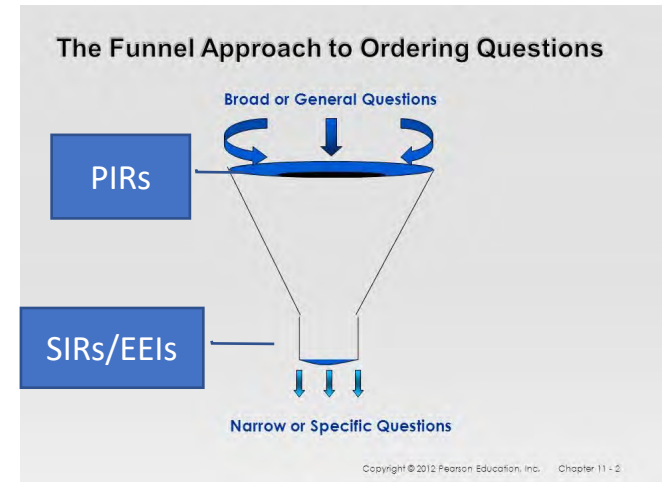 The Funnel Approach to Ordering Questions
Broad or General Questions
PIRs
SIRs/EEIs
Narrow or Specific Questions
Copyright © 2012 Pearson Education, Inc. Chapter 11 - 2